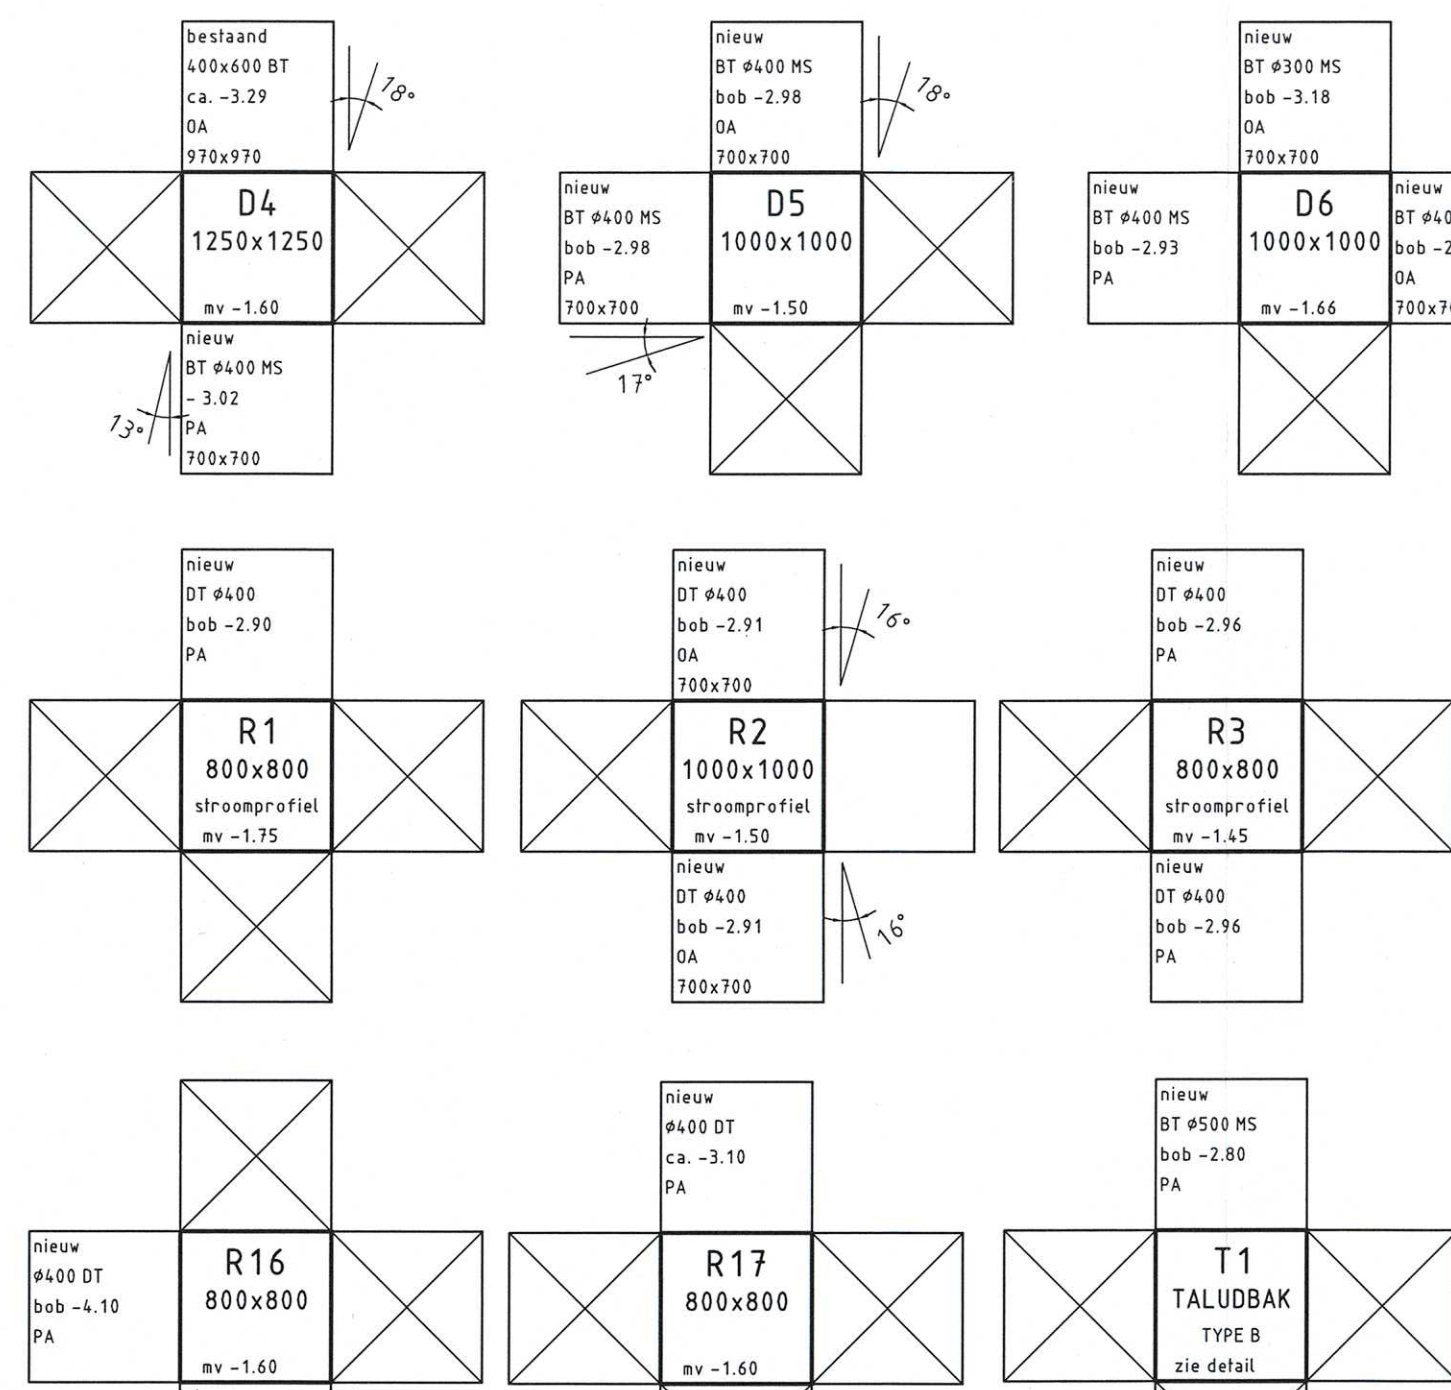 bestaand
400x600 BT
ca. -3.29
OA
970x970
18°
D4
1250x1250
mv -1.60
nieuw
BT ø400 MS
- 3.02
PA
700x700
13°
nieuw
BT ø400 MS
bob -2.98
OA
700x700
18°
nieuw
BT ø400 MS
bob -2.98
PA
700x700
17°
D5
1000x1000
mv -1.50
nieuw
BT ø300 MS
bob -3.18
OA
700x700
nieuw
BT ø400 MS
bob -2.93
PA
D6
1000x1000
mv -1.66
nieuw
OA
nieuw
DT ø400
bob -2.90
PA
R1
800x800
stroomprofiel
mv -1.75
nieuw
DT ø400
bob -2.91
OA
700x700
16°
R2
1000x1000
stroomprofiel
mv -1.50
nieuw
DT ø400
bob -2.91
OA
700x700
16°
nieuw
DT ø400
bob -2.96
PA
R3
800x800
stroomprofiel
mv -1.45
nieuw
DT ø400
bob -2.96
PA
nieuw
ø400 DT
bob -4.10
PA
R16
800x800
mv -1.60
nieuw
ø400 DT
ca. -3.10
PA
R17
800x800
mv -1.60
nieuw
BT ø500 MS
bob -2.80
PA
T1
TALUDBAK
TYPE B
zie detail